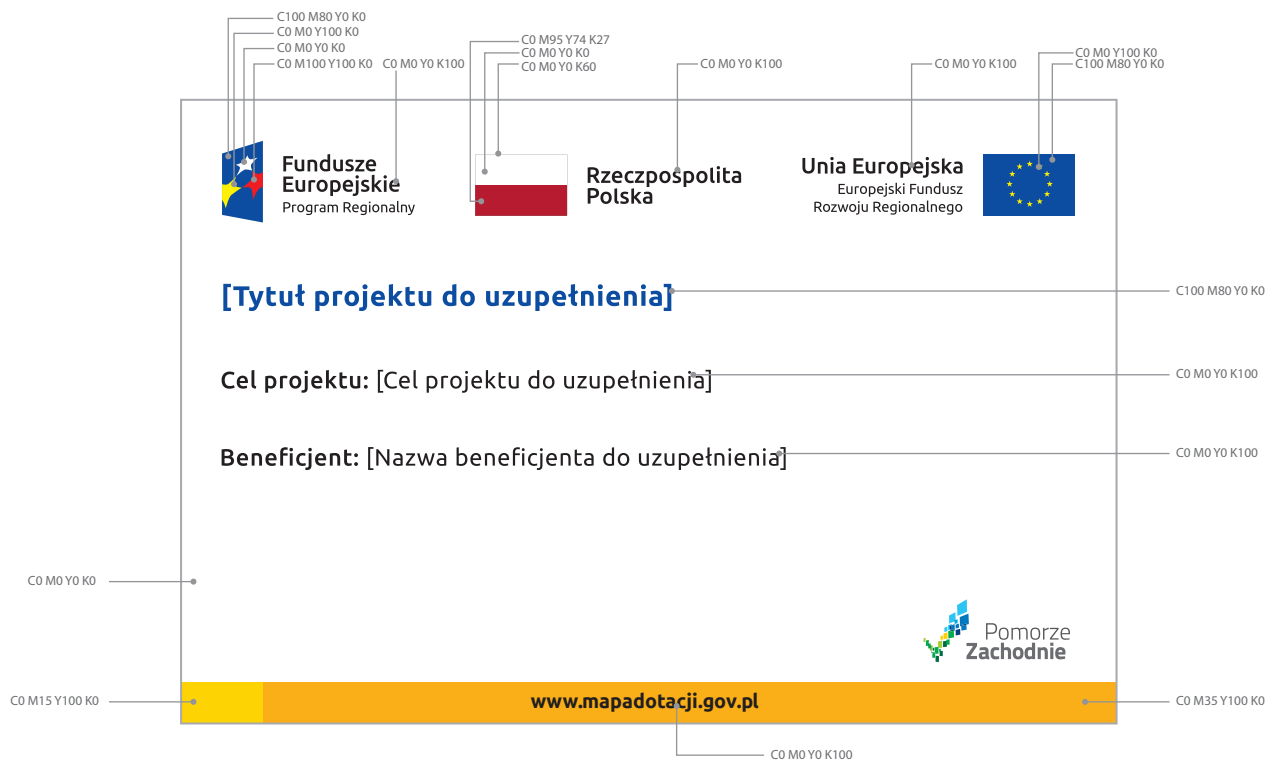 C100 M80 Y0 K0
C0 M0 Y100 K0
C0 M0 Y0 K0
C0 M100 Y100 K0
C0 M0 Y0 K100
C0 M95 Y74 K27
C0 M0 Y0 K0
C0 M0 Y0 K60
C0 M0 Y0 K100
C0 M0 Y0 K100
C0 M0 Y100 K0
C100 M80 Y0 K0
Fundusze
Europejskie
Program Regionalny
Rzeczpospolita
Polska
Unia Europejska
Europejski Fundusz
Rozwoju Regionalnego
[Tytuł projektu do uzupełnienia]
C100 M80 Y0 K0
Cel projektu: [Cel projektu do uzupełnienia]
C0 M0 Y0 K100
Beneficjent: [Nazwa beneficjenta do uzupełnienia]
C0 M0 Y0 K100
C0 M0 Y0 K0
Pomorze
Zachodnie
C0 M15 Y100 K0
www.mapadotacji.gov.pl
C0 M35 Y100 K0
C0 M0 Y0 K100